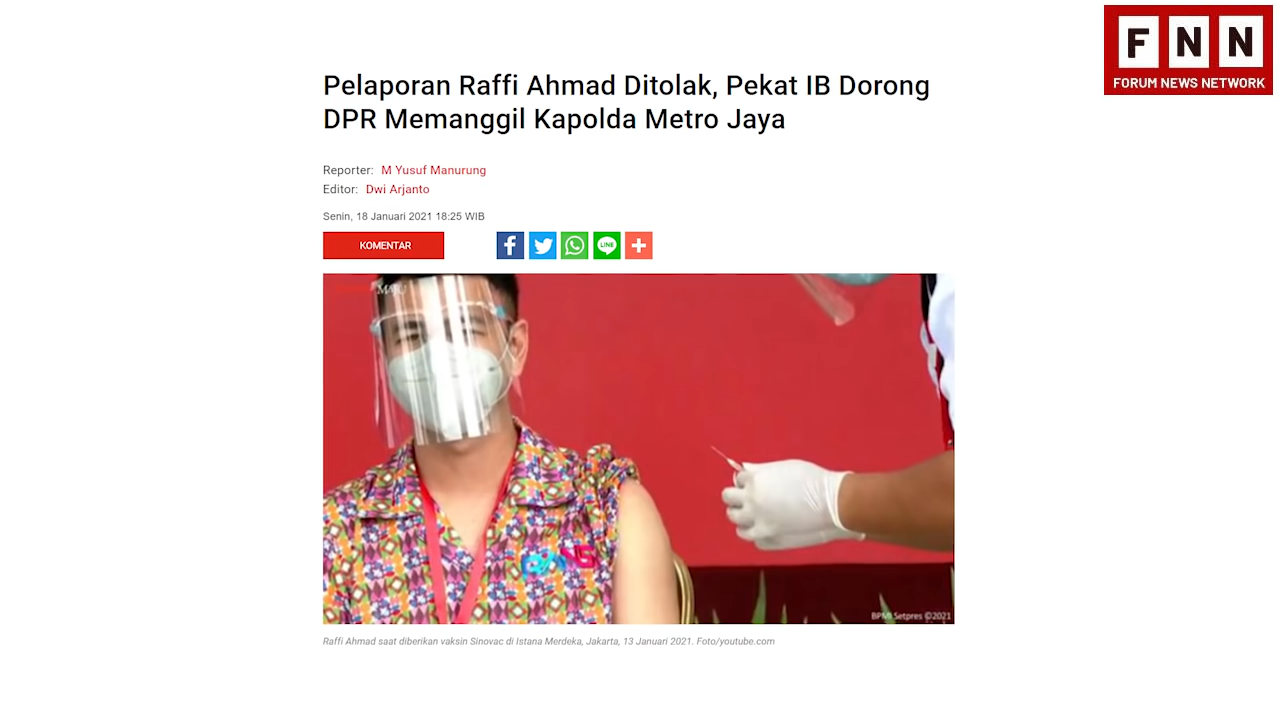 F N N
FORUM NEWS NETWORK
Pelaporan Raffi Ahmad Ditolak, Pekat IB Dorong
DPR Memanggil Kapolda Metro Jaya
Reporter: M Yusuf Manurung
Editor: Dwi Arjanto
Senin, 18 Januari 2021 18:25 WIB
KOMENTAR
LINE
MAJU
BPMI Setpres ©2021
Raffi Ahmad saat diberikan vaksin Sinovac di Istana Merdeka, Jakarta, 13 Januari 2021. Foto/youtube.com